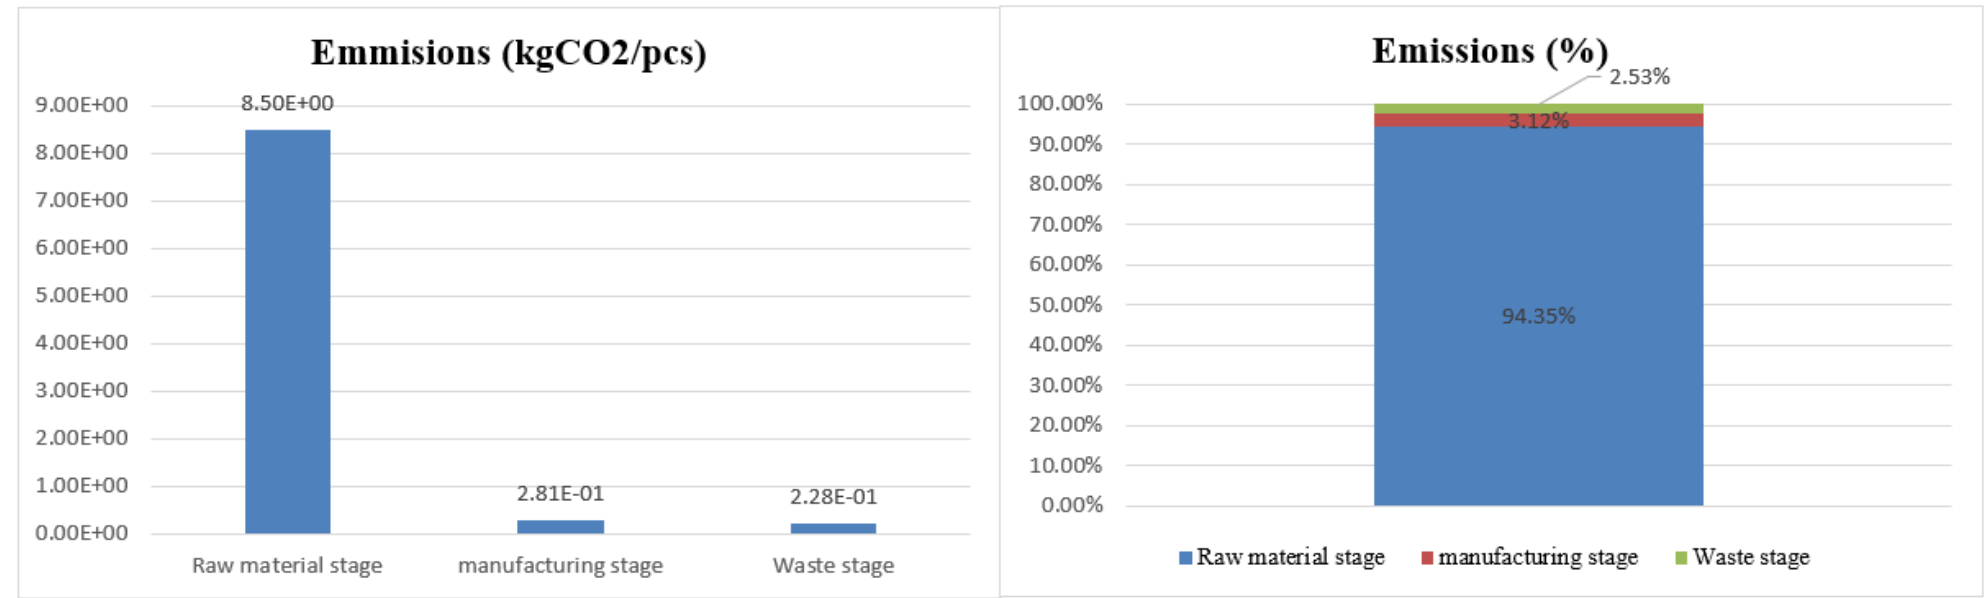 Emmisions (kgCO2/pcs)
9.00E+00
8.00E+00
7.00E+00
6.00E+00
5.00E+00
4.00E+00
3.00E+00
2.00E+00
1.00E+00
0.00E+00
8.50E+00
2.81E-01
2.28E-01
Raw material stage
manufacturing stage
Waste stage
Emissions (%)
2.53%
100.00%
90.00%
80.00%
70.00%
60.00%
50.00%
40.00%
30.00%
20.00%
10.00%
0.00%
3.12%
94.35%
Raw material stage
manufacturing stage
Waste stage